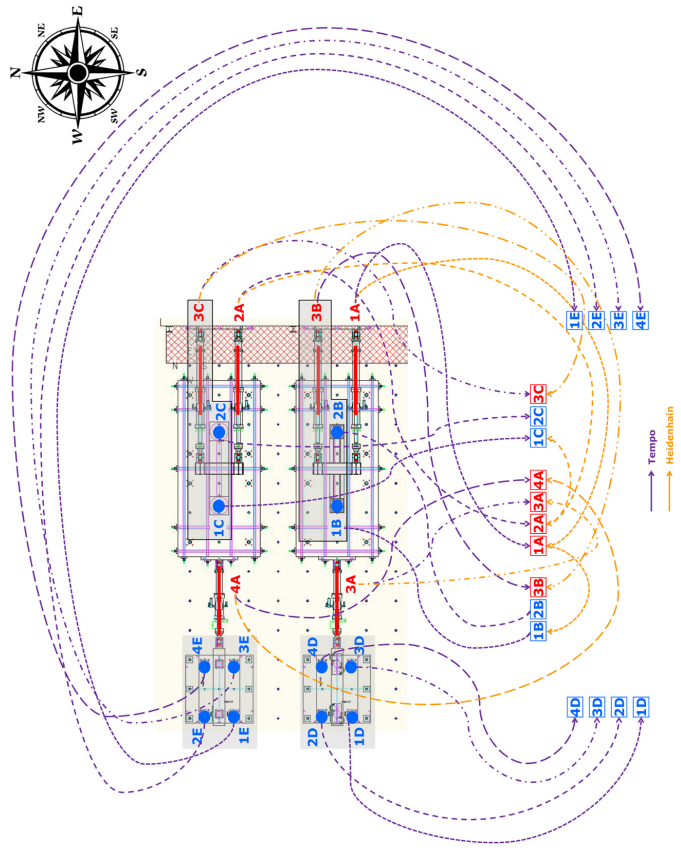 N
NE
E
SE
S
SW
W
NW
3C
2A
3B
1A
2C
1C
2B
1B
4A
3A
4E
3E
2E
1E
4D
3D
2D
1D
1E
2E
3E
4E
3C
2C
1C
4A
3A
2A
1A
3B
2B
1B
4D
3D
2D
1D
Tempo
Heidenhain